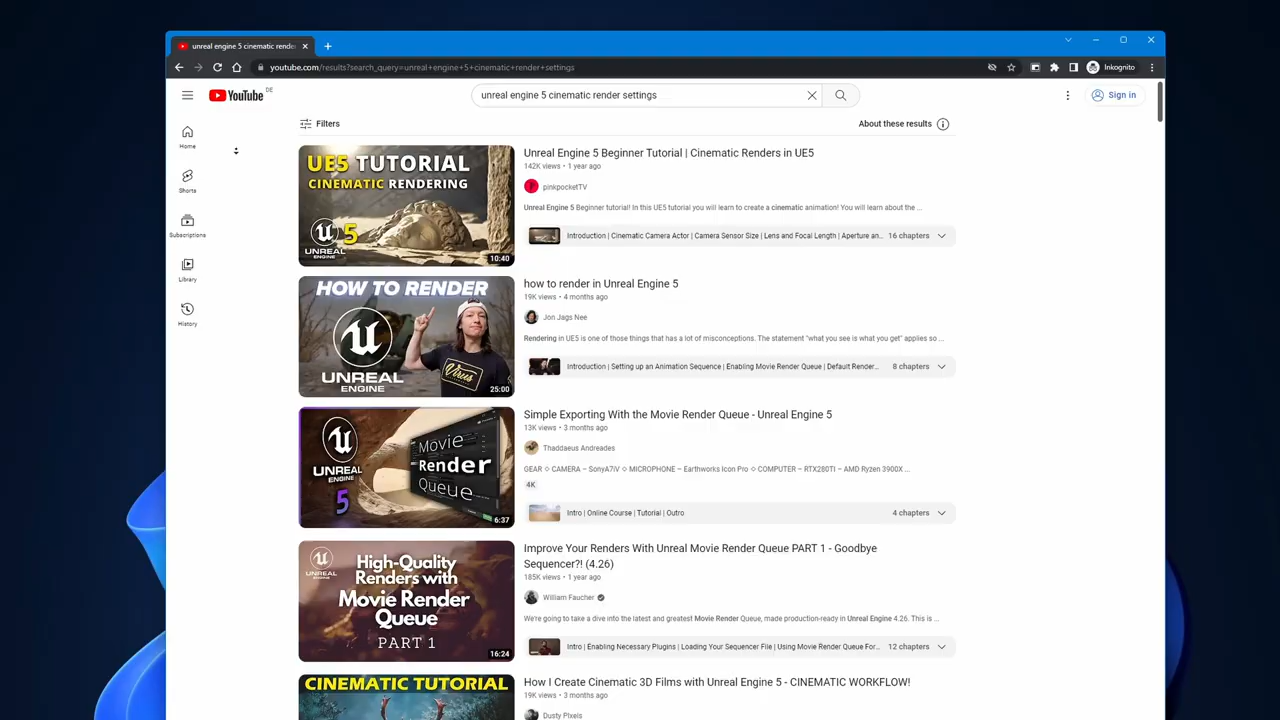 unreal engine 5 cinematic rende
youtube.com/results?search_query=unreal+engine+5+cinematic+render+settings
Inkognito
YouTube DE
unreal engine 5 cinematic render settings
Sign in
Filters
About these results
Home
Shorts
Subscriptions
Library
History
UE5 TUTORIAL
CINEMATIC RENDERING
UNREAL
ENGINE
5
10:40
Unreal Engine 5 Beginner Tutorial | Cinematic Renders in UE5
142K views • 1 year ago
pinkpocketTV
Unreal Engine 5 Beginner tutorial! In this UE5 tutorial you will learn to create a cinematic animation! You will learn about the ...
Introduction | Cinematic Camera Actor | Camera Sensor Size | Lens and Focal Length | Aperture an...
16 chapters
HOW TO RENDER
UNREAL
ENGINE
Virus
25:00
how to render in Unreal Engine 5
19K views • 4 months ago
Jon Jags Nee
Rendering in UE5 is one of those things that has a lot of misconceptions. The statement "what you see is what you get" applies so ...
Introduction | Setting up an Animation Sequence | Enabling Movie Render Queue | Default Render...
8 chapters
UNREAL
ENGINE
5
Movie
Render
Queue
6:37
Simple Exporting With the Movie Render Queue - Unreal Engine 5
13K views • 3 months ago
Thaddaeus Andreades
GEAR ◇ CAMERA – SonyA7iV ◇ MICROPHONE – Earthworks Icon Pro ◇ COMPUTER – RTX280TI – AMD Ryzen 3900X ...
4K
Intro | Online Course | Tutorial | Outro
4 chapters
UNREAL
ENGINE
High-Quality
Renders with
Movie Render
Queue
PART 1
16:24
Improve Your Renders With Unreal Movie Render Queue PART 1 - Goodbye
Sequencer?! (4.26)
185K views • 1 year ago
William Faucher
We're going to take a dive into the latest and greatest Movie Render Queue, made production-ready in Unreal Engine 4.26. This is ...
Intro | Enabling Necessary Plugins | Loading Your Sequencer File | Using Movie Render Queue For...
12 chapters
CINEMATIC TUTORIAL
How I Create Cinematic 3D Films with Unreal Engine 5 - CINEMATIC WORKFLOW!
19K views • 3 months ago
Dusty Pixels